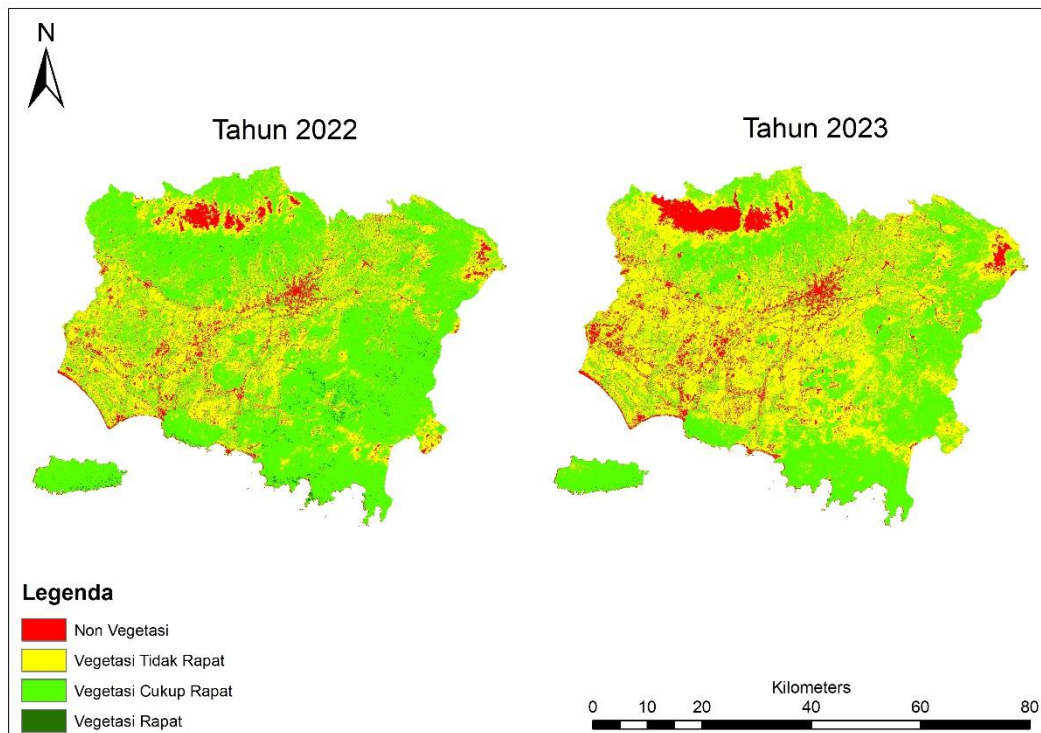 N
Tahun 2022
Tahun 2023
Legenda
Non Vegetasi
Vegetasi Tidak Rapat
Vegetasi Cukup Rapat
Vegetasi Rapat
Kilometers
0 10 20 40 60 80